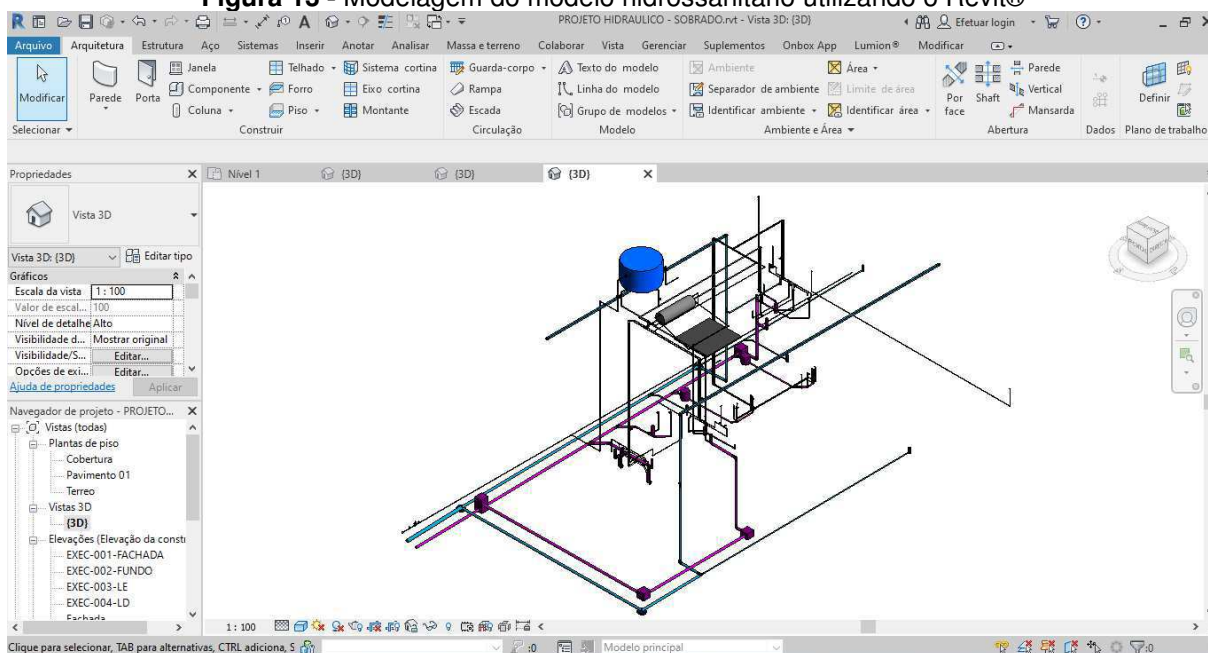 Figura 15 - Modelagem do modelo hidrossanitário utilizando o Revit®
PROJETO HIDRAULICO - SOBRADO.rvt - Vista 3D: {3D}
Efetuar login
Arquivo Arquitetura Estrutura Aço Sistemas Inserir Anotar Analisar Massa e terreno Colaborar Vista Gerenciar Suplementos Onbox App Lumion® Modificar
Modificar
Parede
Porta
Janela
Componente
Coluna
Telhado
Forro
Piso
Sistema cortina
Eixo cortina
Montante
Guarda-corpo
Rampa
Escada
Texto do modelo
Linha do modelo
Grupo de modelos
Ambiente
Separador de ambiente
Identificar ambiente
Área
Limite de área
Identificar área
Por face
Shaft
Parede
Vertical
Mansarda
Definir
Selecionar Construir Circulação Modelo Ambiente e Área Abertura Dados Plano de trabalho
Propriedades X
Nível 1 {3D} {3D} {3D} X
Vista 3D
Vista 3D: {3D} Editar tipo
Gráficos
Escala da vista 1 : 100
Valor de escal... 100
Nível de detalhe Alto
Visibilidade d... Mostrar original
Visibilidade/S... Editar...
Opções de exi... Editar...
Ajuda de propriedades Aplicar
Navegador de projeto - PROJETO... X
Vistas (todas)
Plantas de piso
Cobertura
Pavimento 01
Terreo
Vistas 3D
{3D}
Elevações (Elevação da constr
EXEC-001-FACHADA
EXEC-002-FUNDO
EXEC-003-LE
EXEC-004-LD
Fachada
1 : 100
Clique para selecionar, TAB para alternativas, CTRL adiciona, S
:0
Modelo principal
:0